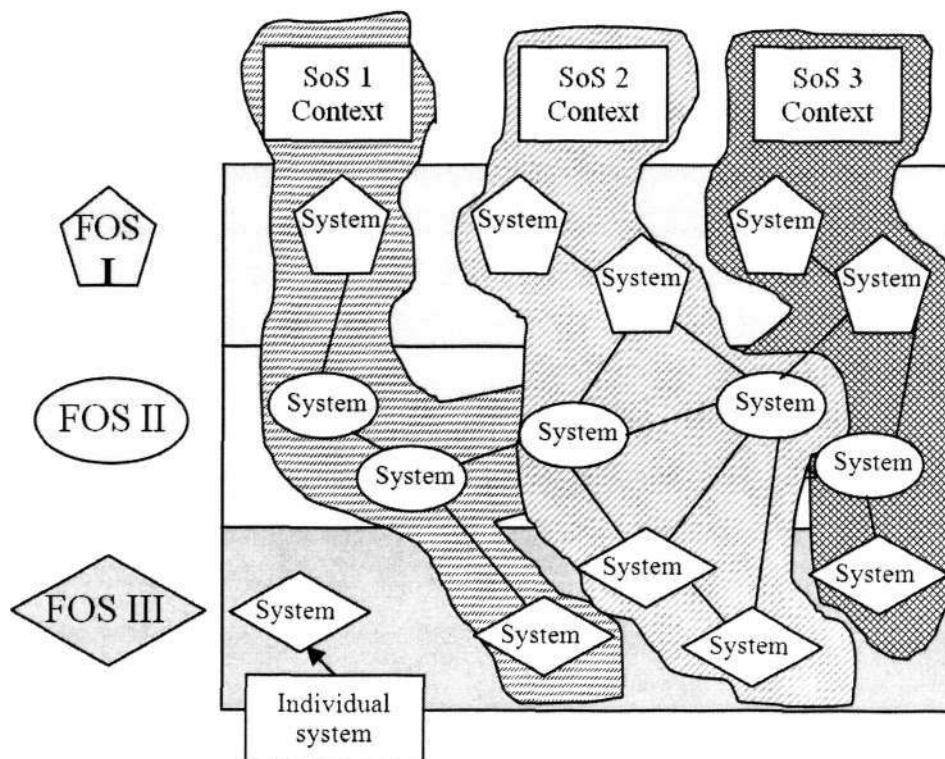 SoS 1
Context
SoS 2
Context
SoS 3
Context
FOS
I
System
System
System
System
System
FOS II
System
System
System
System
System
FOS III
System
System
System
System
System
Individual
system